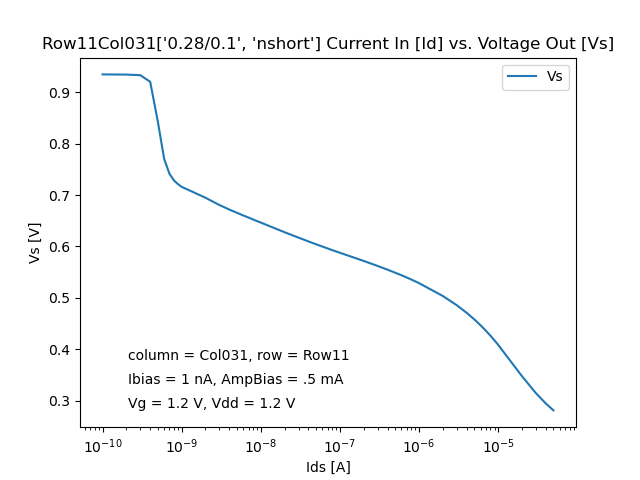 Row11Col031['0.28/0.1', 'nshort'] Current In [Id] vs. Voltage Out [Vs]
Vs
0.9
0.8
0.7
0.6
0.5
0.4
0.3
Vs [V]
column = Col031, row = Row11
Ibias = 1 nA, AmpBias = .5 mA
Vg = 1.2 V, Vdd = 1.2 V
10⁻¹⁰ 10⁻⁹ 10⁻⁸ 10⁻⁷ 10⁻⁶ 10⁻⁵
Ids [A]